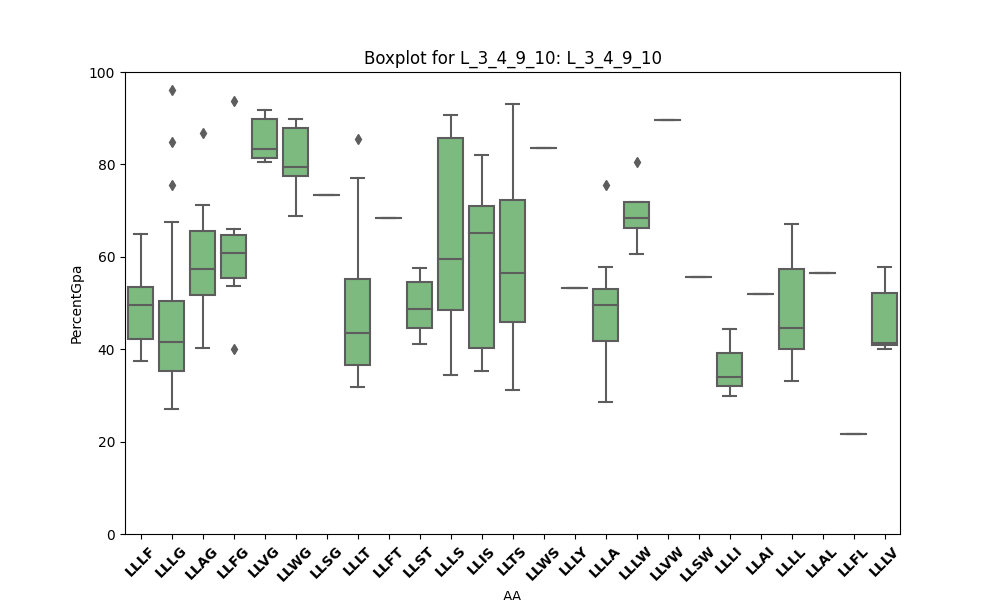 Boxplot for L_3_4_9_10: L_3_4_9_10
100
80
60
40
20
0
PercentGpa
LLLF LLLG LLAG LLFG LLVG LLWG LLSG LLLT LLFT LLST LLLS LLIS LLTS LLWS LLLY LLLA LLLW LLVW LLSW LLLI LLAI LLLL LLAL LLFL LLLV
AA